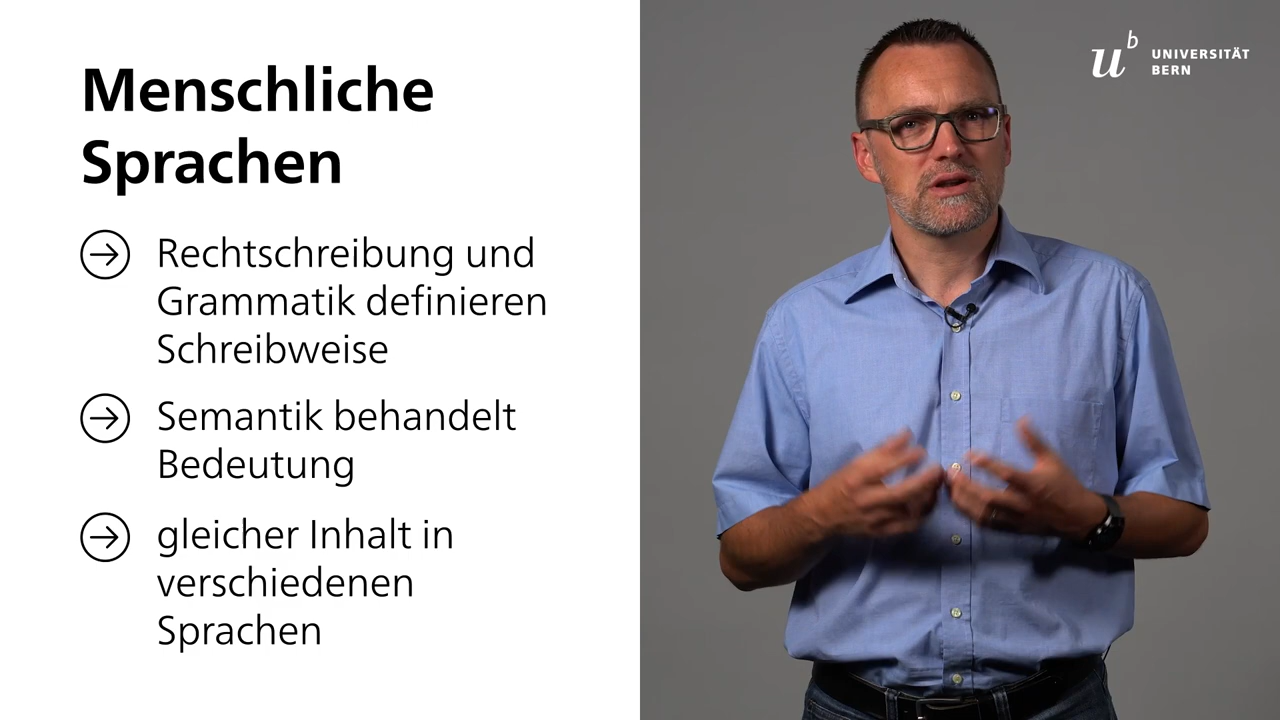 Menschliche
Sprachen
Rechtschreibung und
Grammatik definieren
Schreibweise
Semantik behandelt
Bedeutung
gleicher Inhalt in
verschiedenen
Sprachen
u b UNIVERSITÄT
BERN